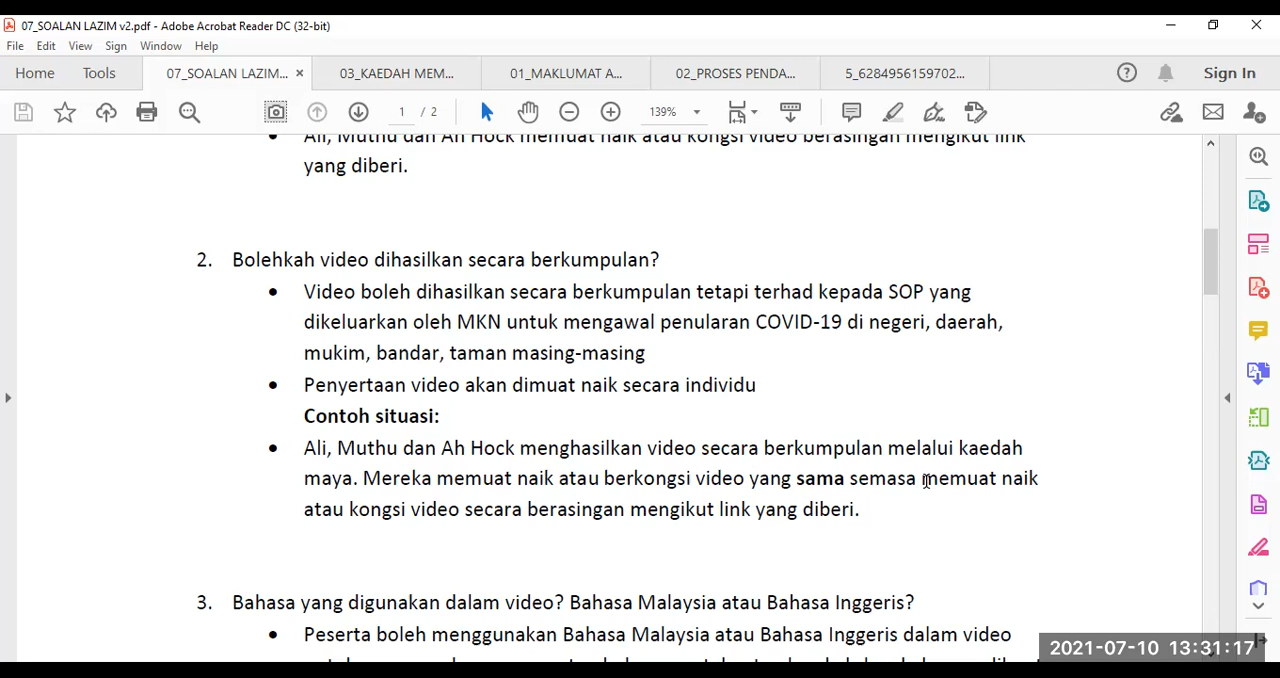 07_SOALAN LAZIM v2.pdf - Adobe Acrobat Reader DC (32-bit)
File Edit View Sign Window Help
Home Tools 07_SOALAN LAZIM... 03_KAEDAH MEM... 01_MAKLUMAT A... 02_PROSES PENDA... 5_6284956159702... Sign In
1 / 2 139%
• Ali, Muthu dan Ah Hock memuat naik atau kongsi video berasingan mengikut link
yang diberi.
2. Bolehkah video dihasilkan secara berkumpulan?
• Video boleh dihasilkan secara berkumpulan tetapi terhad kepada SOP yang
dikeluarkan oleh MKN untuk mengawal penularan COVID-19 di negeri, daerah,
mukim, bandar, taman masing-masing
• Penyertaan video akan dimuat naik secara individu
Contoh situasi:
• Ali, Muthu dan Ah Hock menghasilkan video secara berkumpulan melalui kaedah
maya. Mereka memuat naik atau berkongsi video yang sama semasa memuat naik
atau kongsi video secara berasingan mengikut link yang diberi.
3. Bahasa yang digunakan dalam video? Bahasa Malaysia atau Bahasa Inggeris?
• Peserta boleh menggunakan Bahasa Malaysia atau Bahasa Inggeris dalam video
2021-07-10 13:31:17